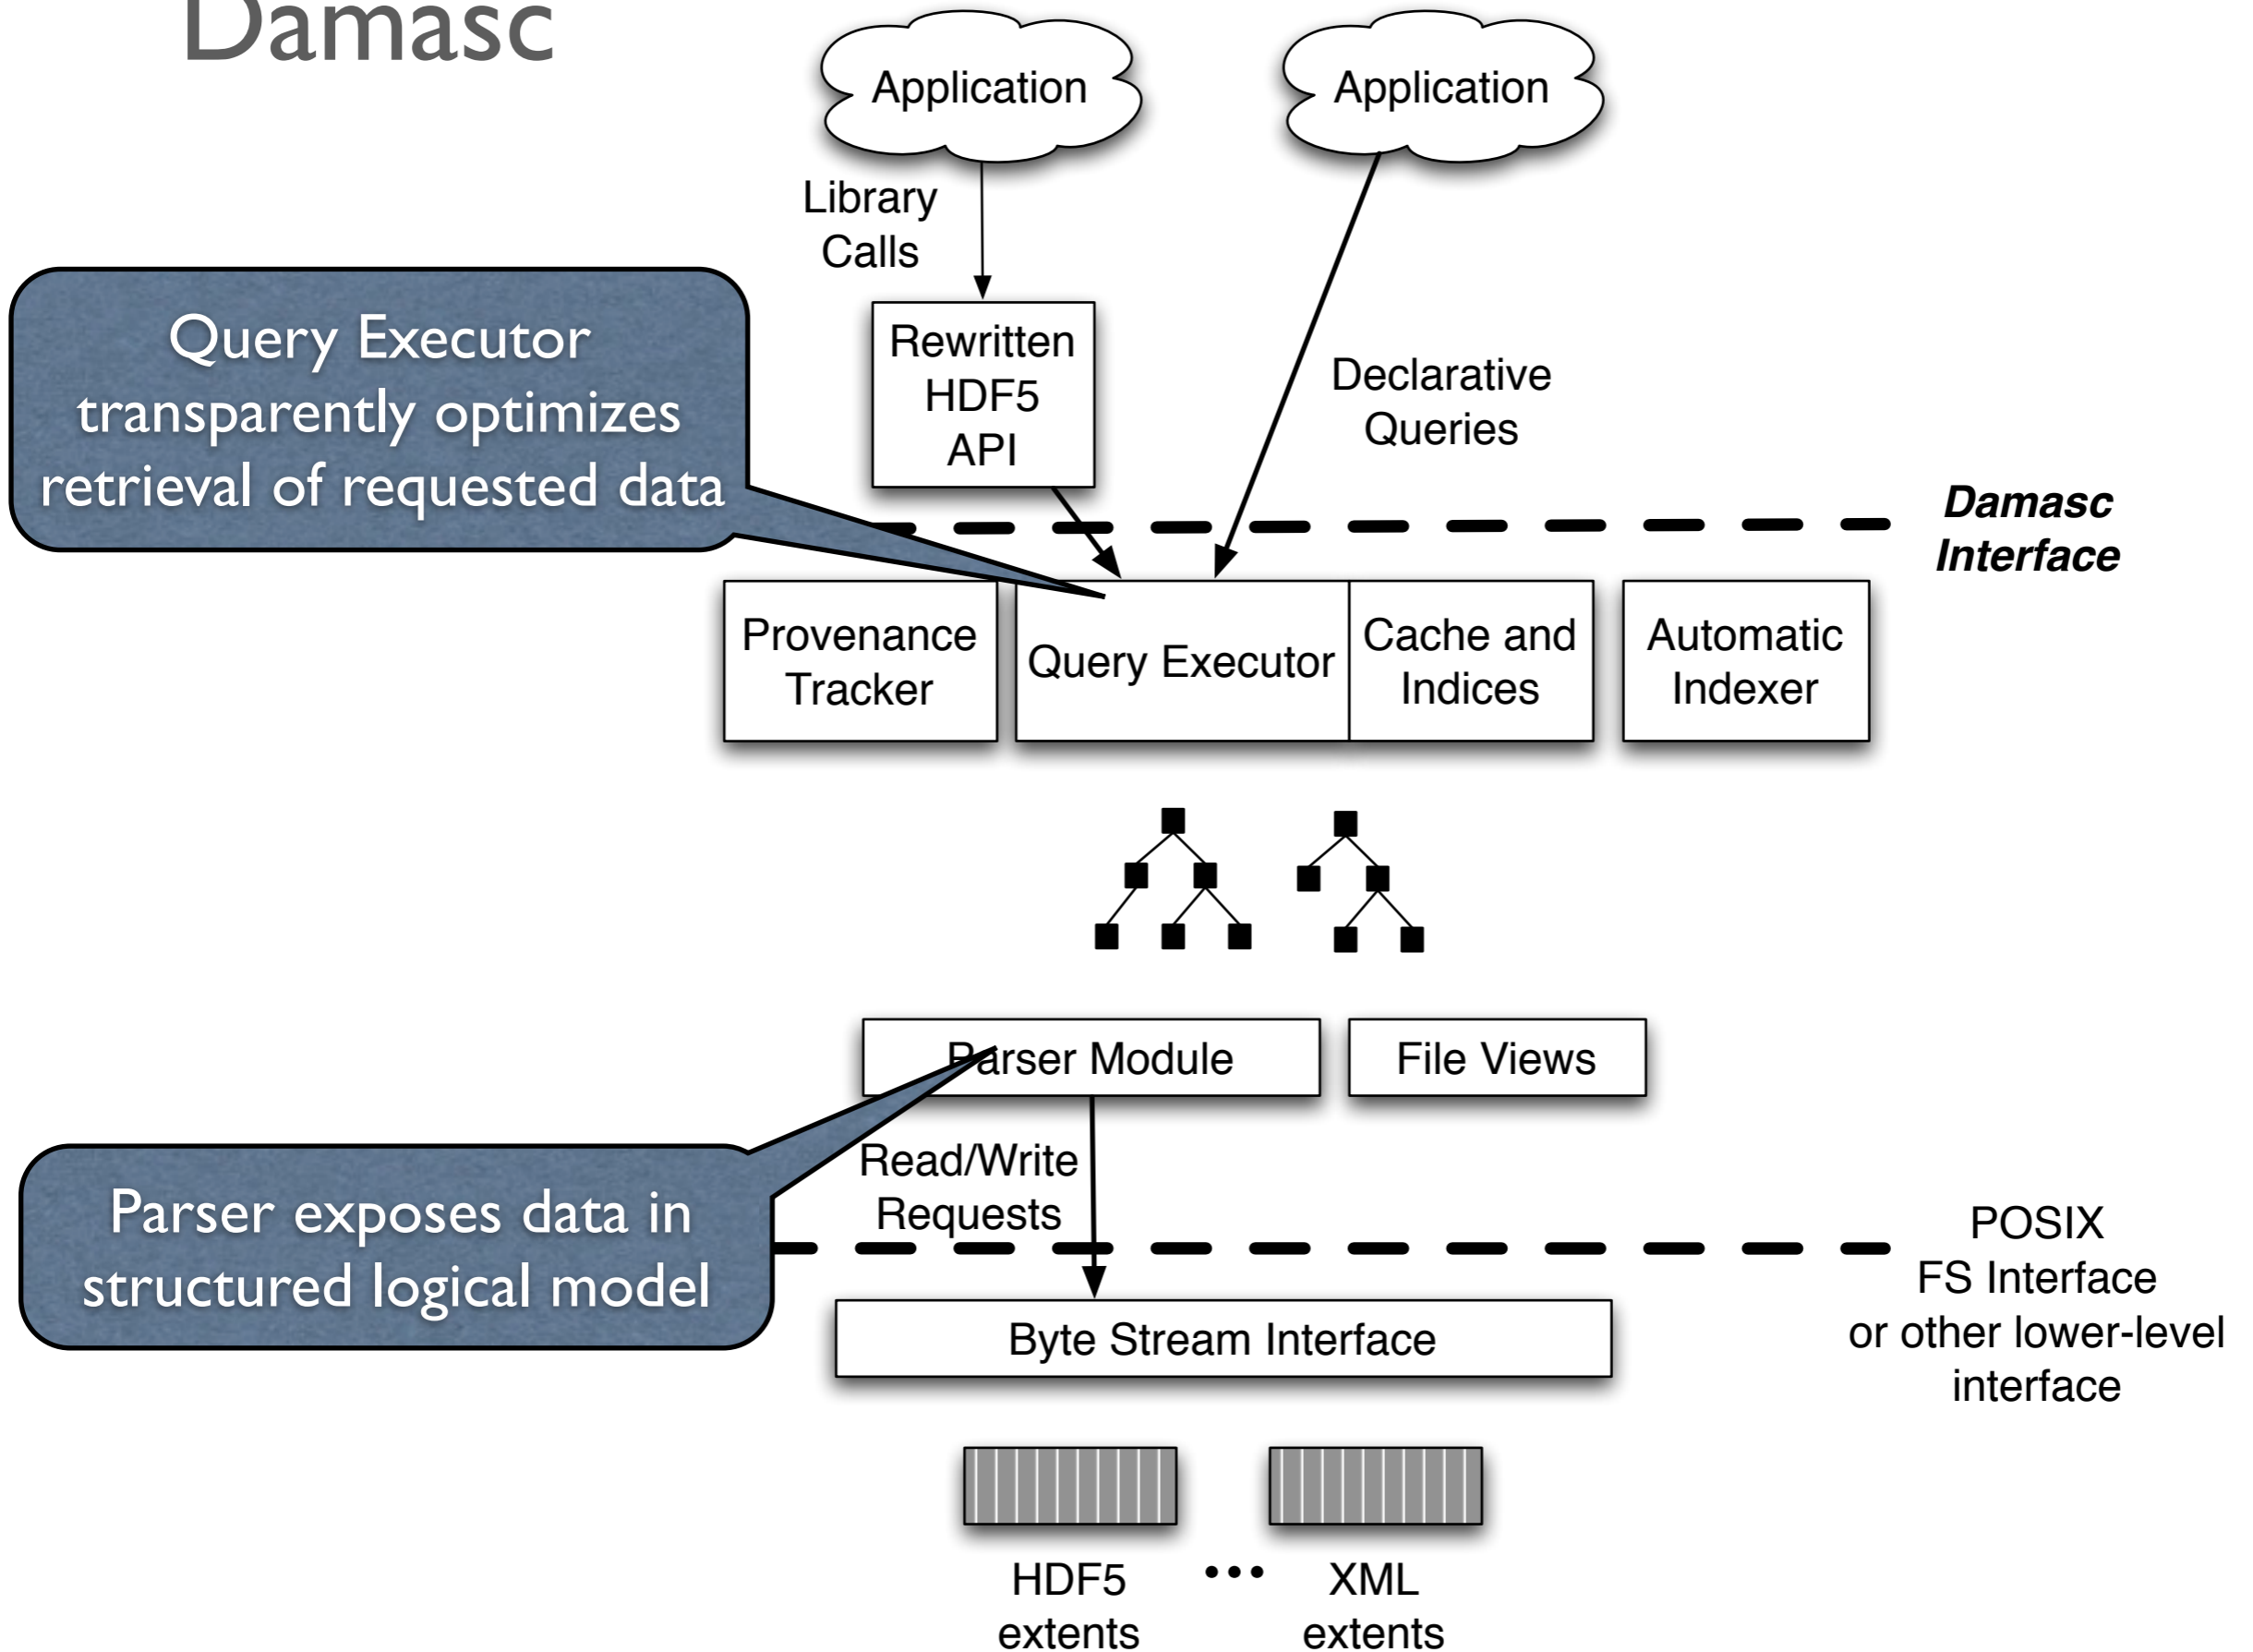 Damasc
Application
Application
Library
Calls
Query Executor
transparently optimizes
retrieval of requested data
Rewritten
HDF5
API
Declarative
Queries
Damasc
Interface
Provenance
Tracker
Query Executor
Cache and
Indices
Automatic
Indexer
Parser Module
File Views
Read/Write
Requests
Parser exposes data in
structured logical model
POSIX
FS Interface
or other lower-level
interface
Byte Stream Interface
HDF5
extents
...
XML
extents